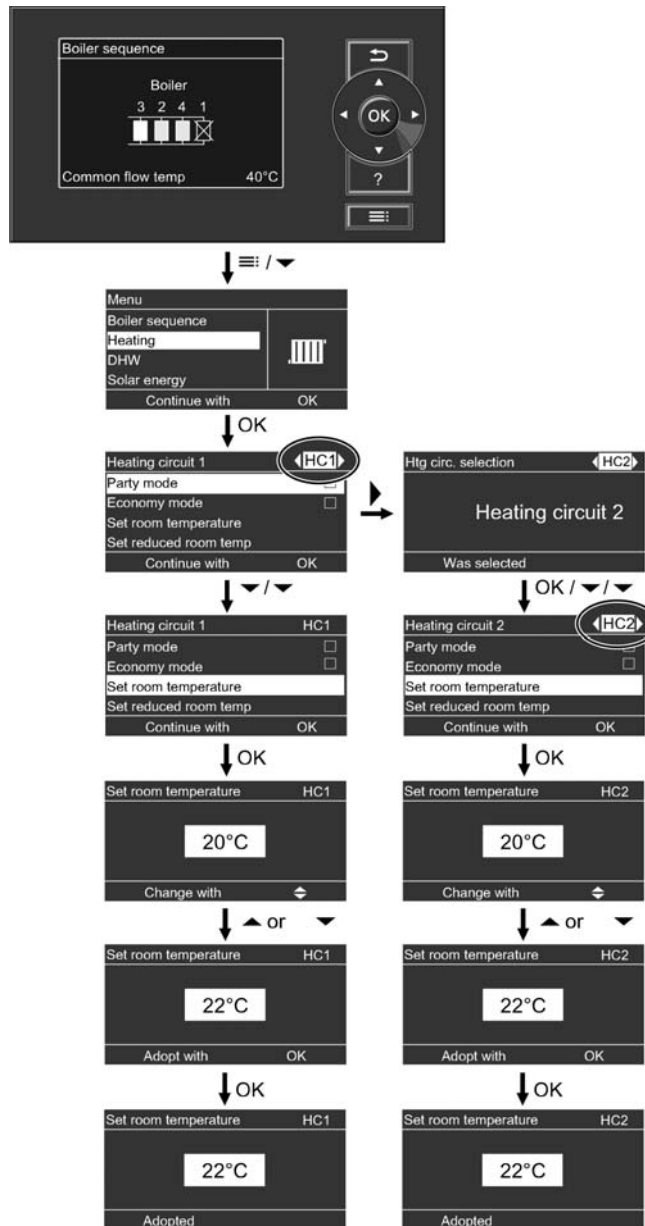 Boiler sequence
Boiler
3 2 4 1
Common flow temp 40°C
OK
?
/
Menu
Boiler sequence
Heating
DHW
Solar energy
Continue with OK
OK
Heating circuit 1 HC1
Party mode
Economy mode
Set room temperature
Set reduced room temp
Continue with OK
Htg circ. selection HC2
Heating circuit 2
Was selected
/
OK / /
Heating circuit 1 HC1
Party mode
Economy mode
Set room temperature
Set reduced room temp
Continue with OK
Heating circuit 2 HC2
Party mode
Economy mode
Set room temperature
Set reduced room temp
Continue with OK
OK
OK
Set room temperature HC1
20°C
Change with
Set room temperature HC2
20°C
Change with
or
or
Set room temperature HC1
22°C
Adopt with OK
Set room temperature HC2
22°C
Adopt with OK
OK
OK
Set room temperature HC1
22°C
Adopted
Set room temperature HC2
22°C
Adopted